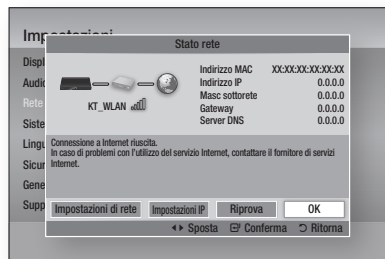 Impostazioni
Stato rete
Displ
Audio
Rete
Siste
Lingu
Sicur
Gene
Supp
KT_WLAN
Indirizzo MAC XX:XX:XX:XX:XX:XX
Indirizzo IP 0.0.0.0
Masc sottorete 0.0.0.0
Gateway 0.0.0.0
Server DNS 0.0.0.0
Connessione a Internet riuscita.
In caso di problemi con l'utilizzo del servizio Internet, contattare il fornitore di servizi
Internet.
Impostazioni di rete Impostazioni IP Riprova OK
Sposta Conferma Ritorna